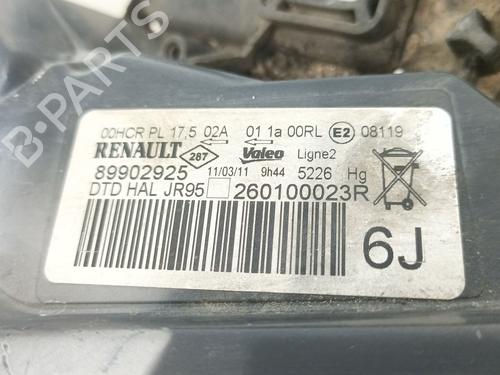 00HCR PL 17,5 02A 01 1a 00RL E2 08119
RENAULT 287 Valeo Ligne2
89902925 11/03/11 9h44 5226 Hg
DTD HAL JR95 260100023R
6J
B-PARTS